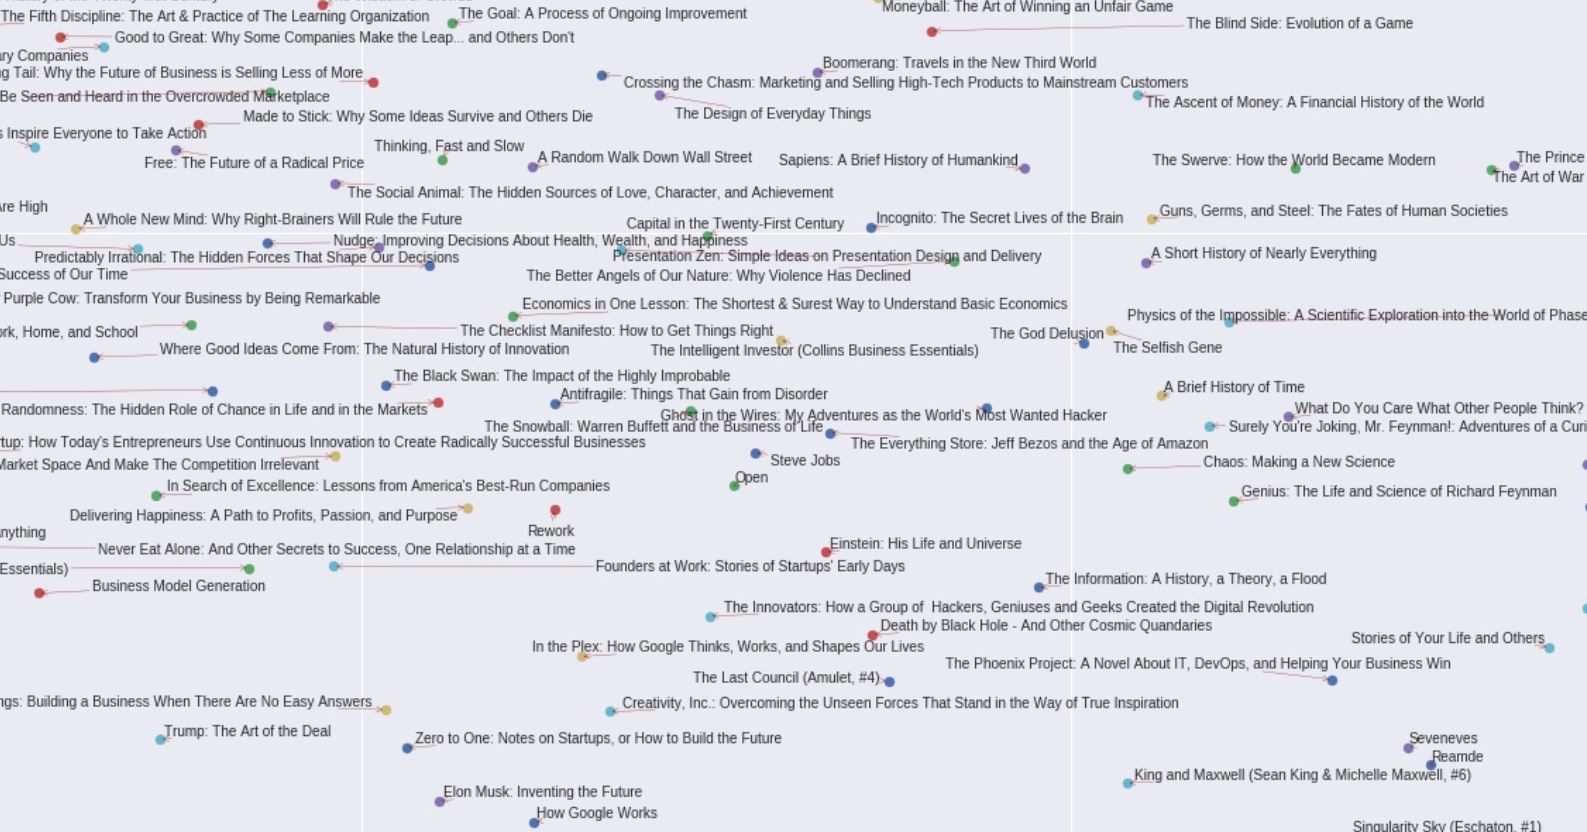 The Fifth Discipline: The Art & Practice of The Learning Organization
The Goal: A Process of Ongoing Improvement
Moneyball: The Art of Winning an Unfair Game
The Blind Side: Evolution of a Game
Good to Great: Why Some Companies Make the Leap... and Others Don't
ary Companies
Boomerang: Travels in the New Third World
g Tail: Why the Future of Business is Selling Less of More
Crossing the Chasm: Marketing and Selling High-Tech Products to Mainstream Customers
Be Seen and Heard in the Overcrowded Marketplace
The Ascent of Money: A Financial History of the World
The Design of Everyday Things
Made to Stick: Why Some Ideas Survive and Others Die
s Inspire Everyone to Take Action
Thinking, Fast and Slow
Free: The Future of a Radical Price
A Random Walk Down Wall Street
Sapiens: A Brief History of Humankind
The Swerve: How the World Became Modern
The Prince
The Art of War
The Social Animal: The Hidden Sources of Love, Character, and Achievement
Are High
A Whole New Mind: Why Right-Brainers Will Rule the Future
Capital in the Twenty-First Century
Incognito: The Secret Lives of the Brain
Guns, Germs, and Steel: The Fates of Human Societies
Us
Nudge: Improving Decisions About Health, Wealth, and Happiness
Predictably Irrational: The Hidden Forces That Shape Our Decisions
Presentation Zen: Simple Ideas on Presentation Design and Delivery
A Short History of Nearly Everything
Success of Our Time
The Better Angels of Our Nature: Why Violence Has Declined
Purple Cow: Transform Your Business by Being Remarkable
Economics in One Lesson: The Shortest & Surest Way to Understand Basic Economics
Physics of the Impossible: A Scientific Exploration into the World of Phase
ork, Home, and School
The Checklist Manifesto: How to Get Things Right
The God Delusion
Where Good Ideas Come From: The Natural History of Innovation
The Intelligent Investor (Collins Business Essentials)
The Selfish Gene
The Black Swan: The Impact of the Highly Improbable
A Brief History of Time
Antifragile: Things That Gain from Disorder
Randomness: The Hidden Role of Chance in Life and in the Markets
Ghost in the Wires: My Adventures as the World's Most Wanted Hacker
What Do You Care What Other People Think?
The Snowball: Warren Buffett and the Business of Life
Surely You're Joking, Mr. Feynman!: Adventures of a Curi
rtup: How Today's Entrepreneurs Use Continuous Innovation to Create Radically Successful Businesses
The Everything Store: Jeff Bezos and the Age of Amazon
Market Space And Make The Competition Irrelevant
Steve Jobs
Chaos: Making a New Science
Open
In Search of Excellence: Lessons from America's Best-Run Companies
Genius: The Life and Science of Richard Feynman
Delivering Happiness: A Path to Profits, Passion, and Purpose
Rework
nything
Never Eat Alone: And Other Secrets to Success, One Relationship at a Time
Einstein: His Life and Universe
Essentials)
Founders at Work: Stories of Startups' Early Days
Business Model Generation
The Information: A History, a Theory, a Flood
The Innovators: How a Group of Hackers, Geniuses and Geeks Created the Digital Revolution
Death by Black Hole - And Other Cosmic Quandaries
Stories of Your Life and Others
In the Plex: How Google Thinks, Works, and Shapes Our Lives
The Phoenix Project: A Novel About IT, DevOps, and Helping Your Business Win
The Last Council (Amulet, #4)
ngs: Building a Business When There Are No Easy Answers
Creativity, Inc.: Overcoming the Unseen Forces That Stand in the Way of True Inspiration
Trump: The Art of the Deal
Zero to One: Notes on Startups, or How to Build the Future
Seveneves
Reamde
King and Maxwell (Sean King & Michelle Maxwell, #6)
Elon Musk: Inventing the Future
How Google Works
Singularity Sky (Eschaton, #1)